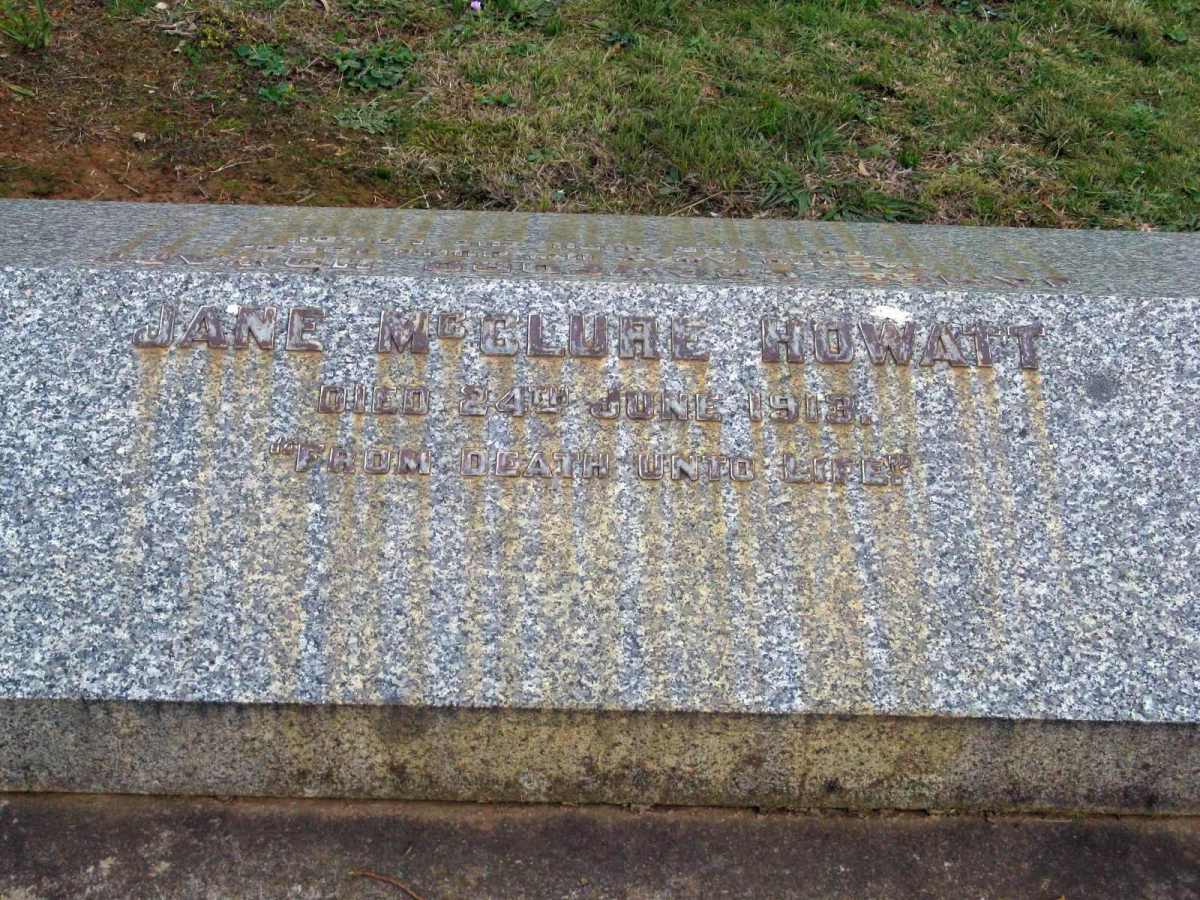 JANE MCCLURE HOWATT
DIED 24TH JUNE 1913.
"FROM DEATH UNTO LIFE"